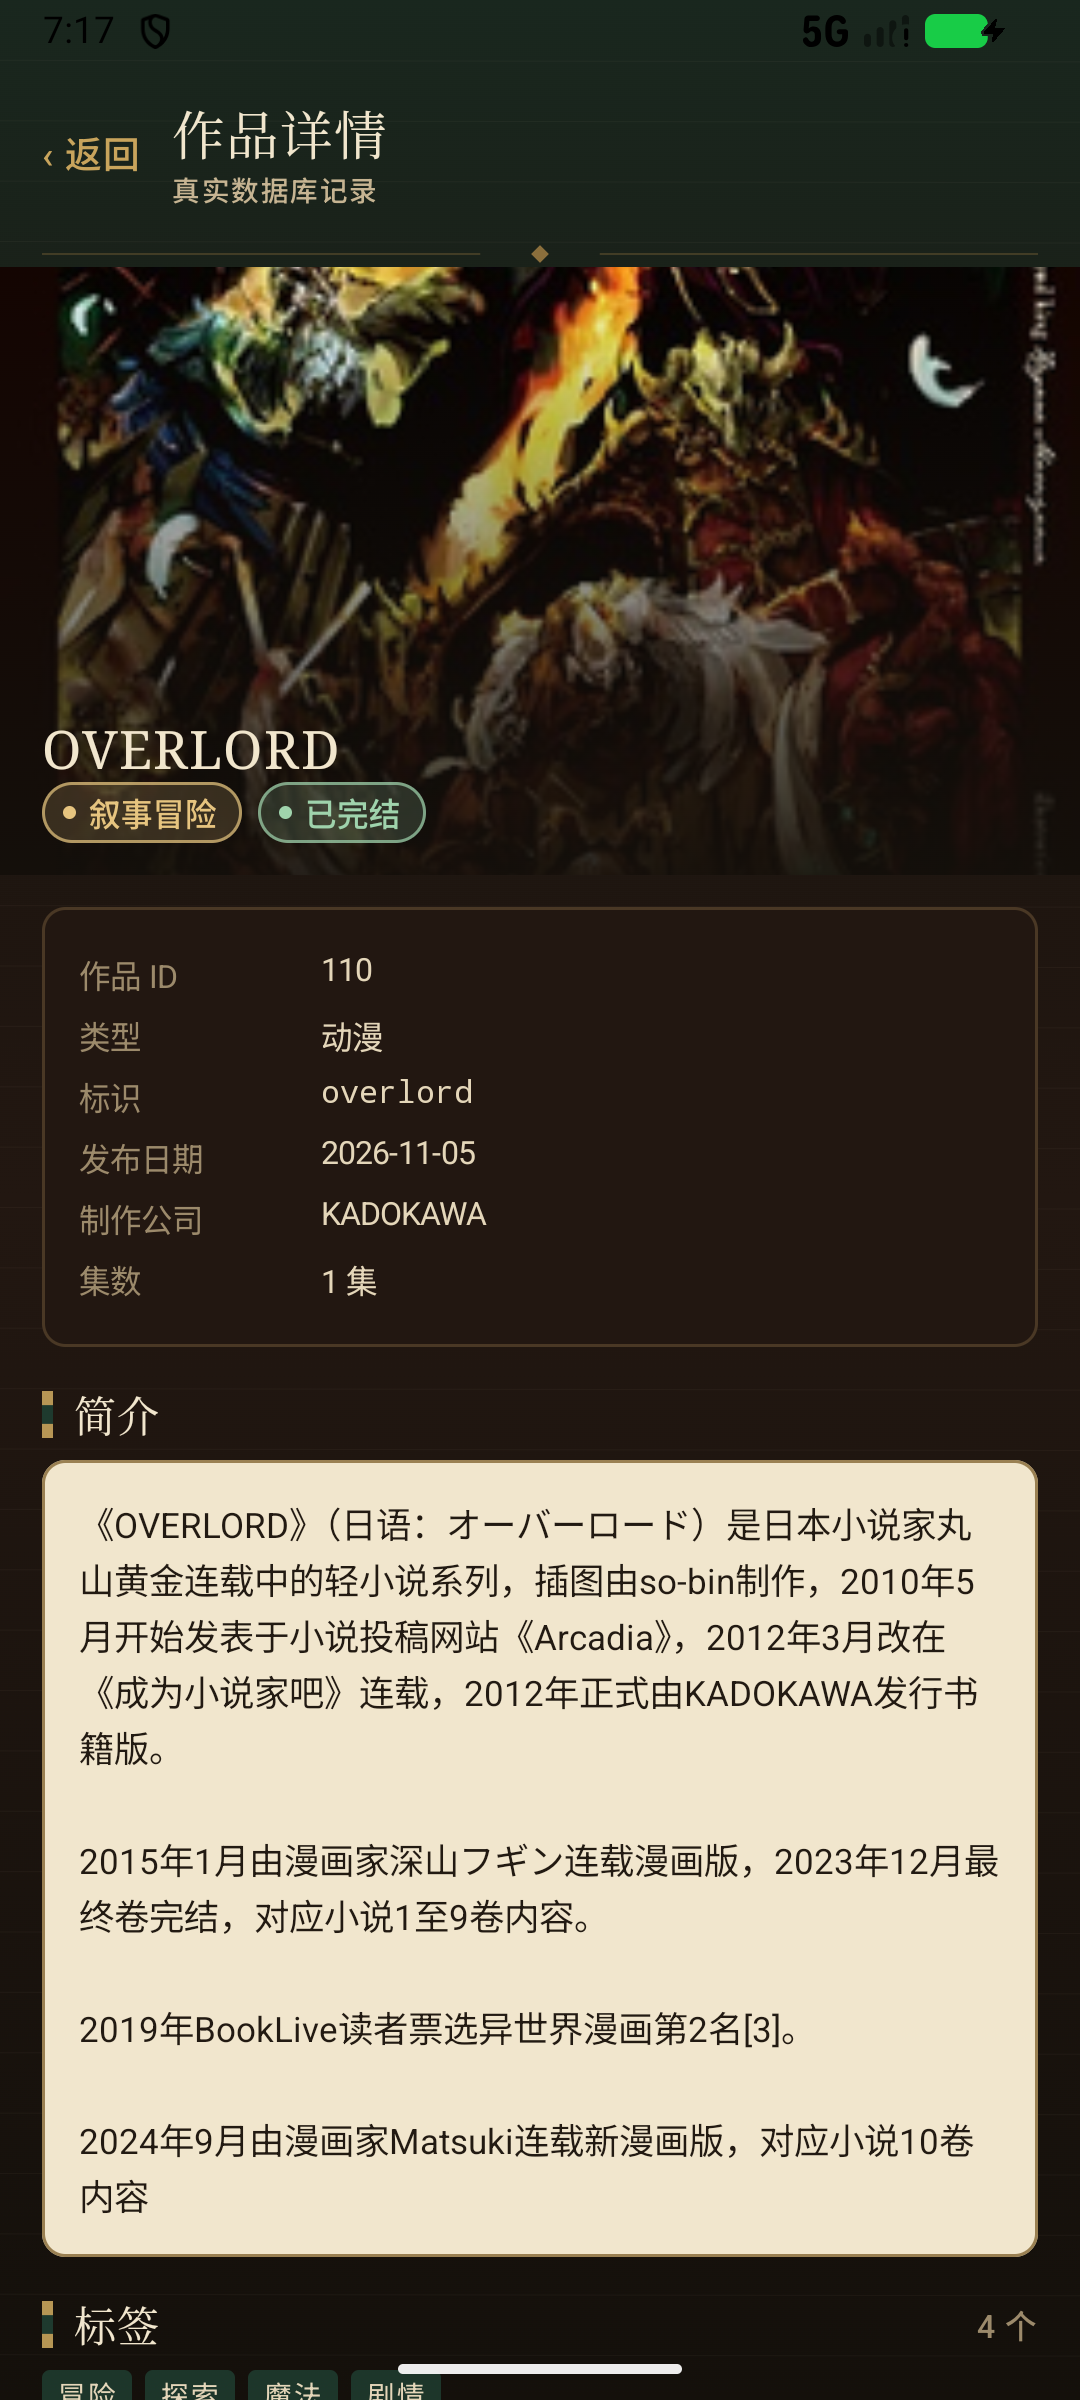 7:17
5G
‹ 返回
作品详情
真实数据库记录
OVERLORD
叙事冒险
已完结
作品 ID
110
类型
动漫
标识
overlord
发布日期
2026-11-05
制作公司
KADOKAWA
集数
1 集
简介
《OVERLORD》（日语：オーバーロード）是日本小说家丸
山黄金连载中的轻小说系列，插图由so-bin制作，2010年5
月开始发表于小说投稿网站《Arcadia》，2012年3月改在
《成为小说家吧》连载，2012年正式由KADOKAWA发行书
籍版。
2015年1月由漫画家深山フギン连载漫画版，2023年12月最
终卷完结，对应小说1至9卷内容。
2019年BookLive读者票选异世界漫画第2名[3]。
2024年9月由漫画家Matsuki连载新漫画版，对应小说10卷
内容
标签
4 个
冒险
探索
魔法
剧情